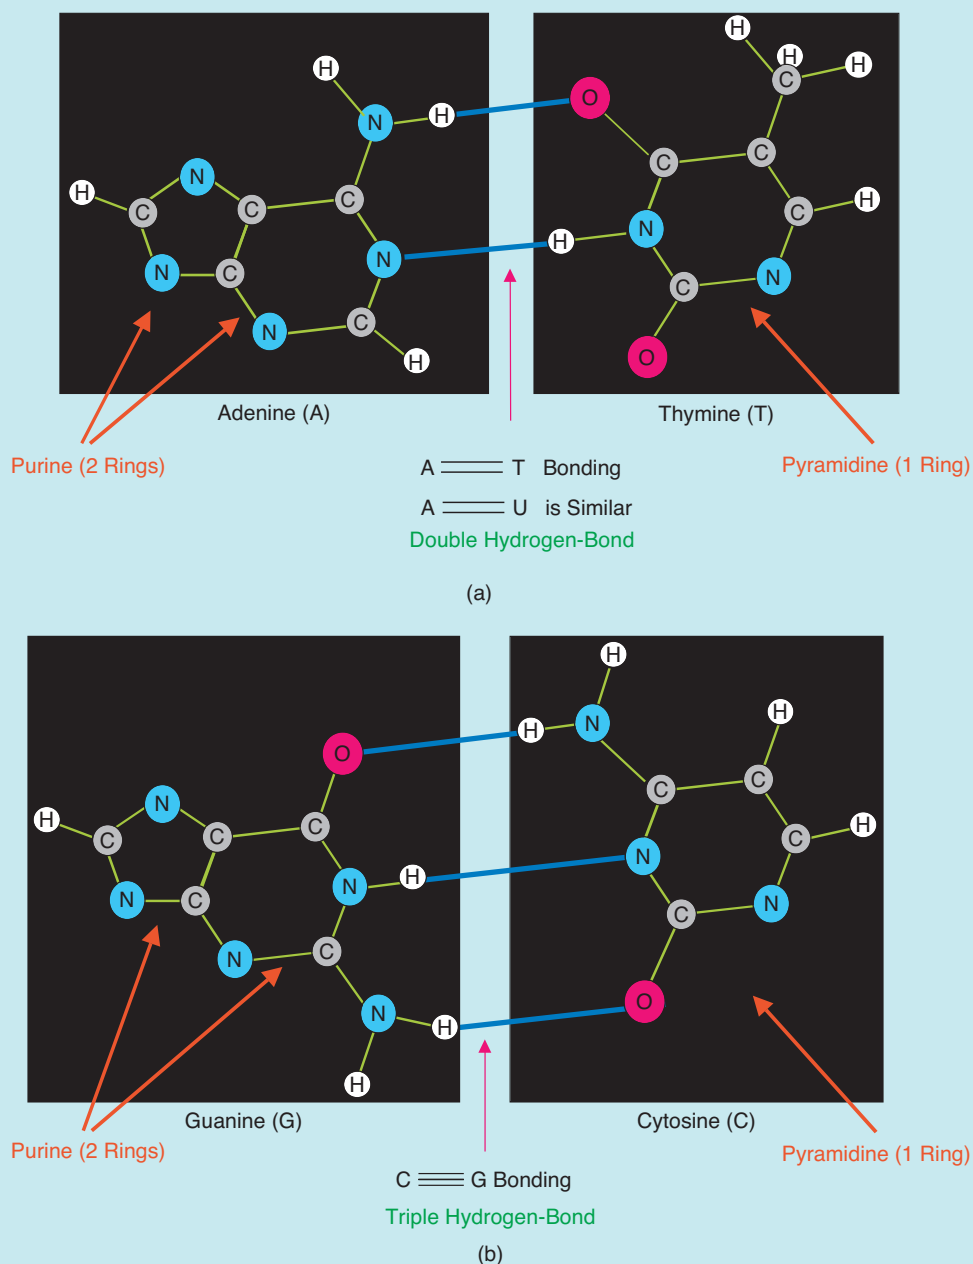 H
H
H
H
H
N
H
O
C
C
C
N
H
H
C
C
C
C
N
N
H
N
N
C
C
N
C
N
H
O
Adenine (A)
Thymine (T)
Purine (2 Rings)
Pyramidine (1 Ring)
A T Bonding
A U is Similar
Double Hydrogen-Bond
(a)
H
H
H
N
O
C
C
N
H
C
C
C
H
C
N
N
H
N
C
C
N
N
C
N
O
H
H
Guanine (G)
Cytosine (C)
Purine (2 Rings)
Pyramidine (1 Ring)
C G Bonding
Triple Hydrogen-Bond
(b)